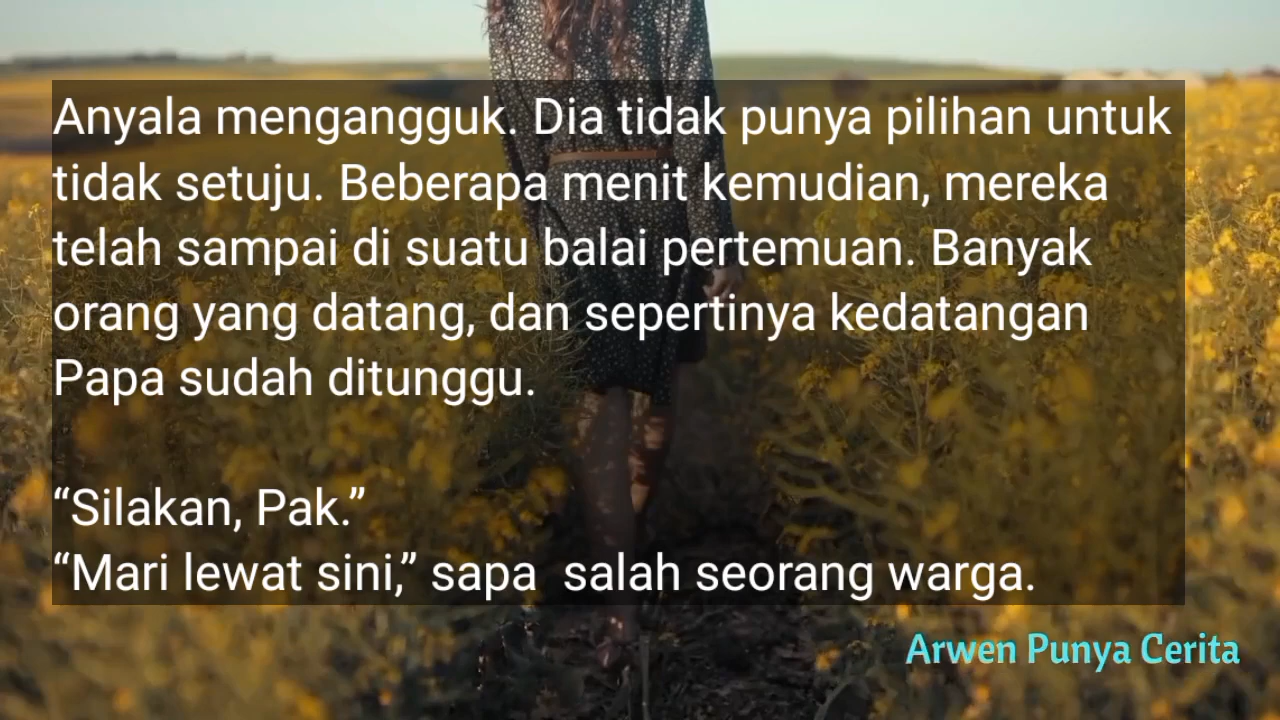 Anyala mengangguk. Dia tidak punya pilihan untuk
tidak setuju. Beberapa menit kemudian, mereka
telah sampai di suatu balai pertemuan. Banyak
orang yang datang, dan sepertinya kedatangan
Papa sudah ditunggu.
“Silakan, Pak.”
“Mari lewat sini,” sapa  salah seorang warga.
Arwen Punya Cerita